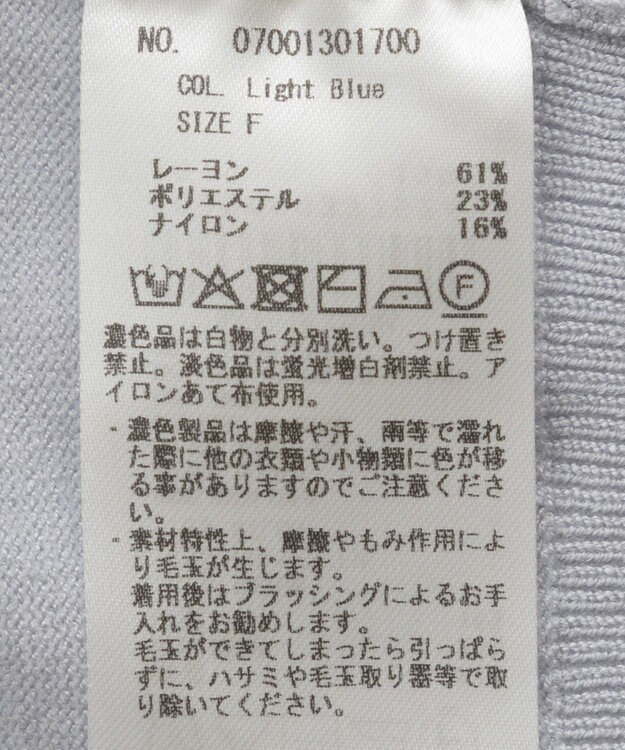 NO. 07001301700
COL. Light Blue
SIZE F
レーヨン 61%
ポリエステル 23%
ナイロン 16%
F
濃色品は白物と分別洗い。つけ置き
禁止。淡色品は蛍光増白剤禁止。ア
イロンあて布使用。
・濃色製品は摩擦や汗、雨等で濡れ
た際に他の衣類や小物類に色が移
る事がありますのでご注意くださ
い。
・素材特性上、摩擦やもみ作用によ
り毛玉が生じます。
着用後はブラッシングによるお手
入れをお勧めします。
毛玉ができてしまったら引っぱら
ずに、ハサミや毛玉取り器等で取
り除いてください。